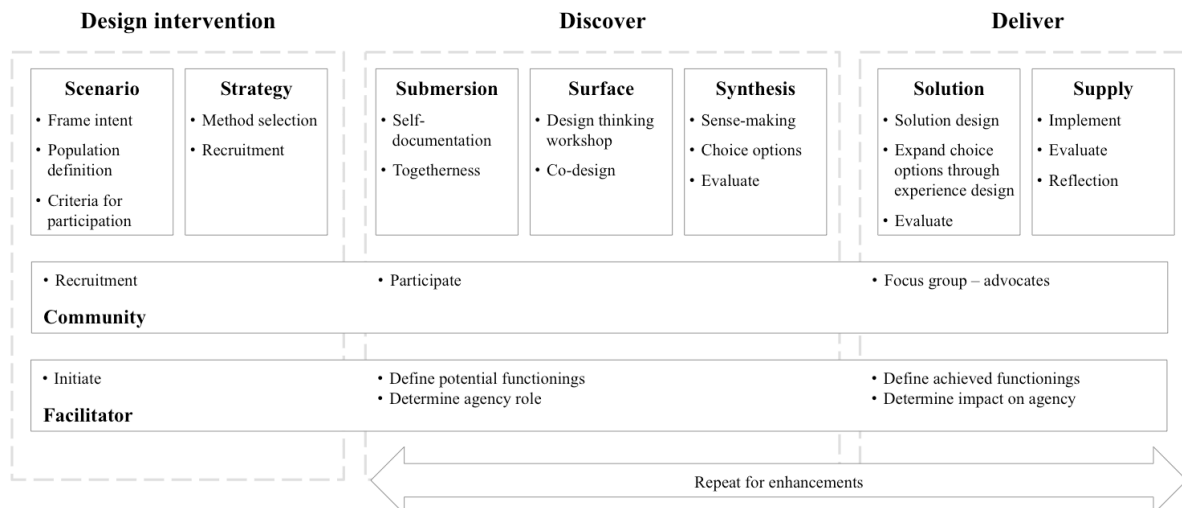 Design intervention
Discover
Deliver
Scenario
• Frame intent
• Population
definition
• Criteria for
participation
Strategy
• Method selection
• Recruitment
Submersion
• Self-
documentation
• Togetherness
Surface
• Design thinking
workshop
• Co-design
Synthesis
• Sense-making
• Choice options
• Evaluate
Solution
• Solution design
• Expand choice
options through
experience design
• Evaluate
Supply
• Implement
• Evaluate
• Reflection
• Recruitment
• Participate
• Focus group – advocates
Community
• Initiate
• Define potential functionings
• Determine agency role
• Define achieved functionings
• Determine impact on agency
Facilitator
Repeat for enhancements